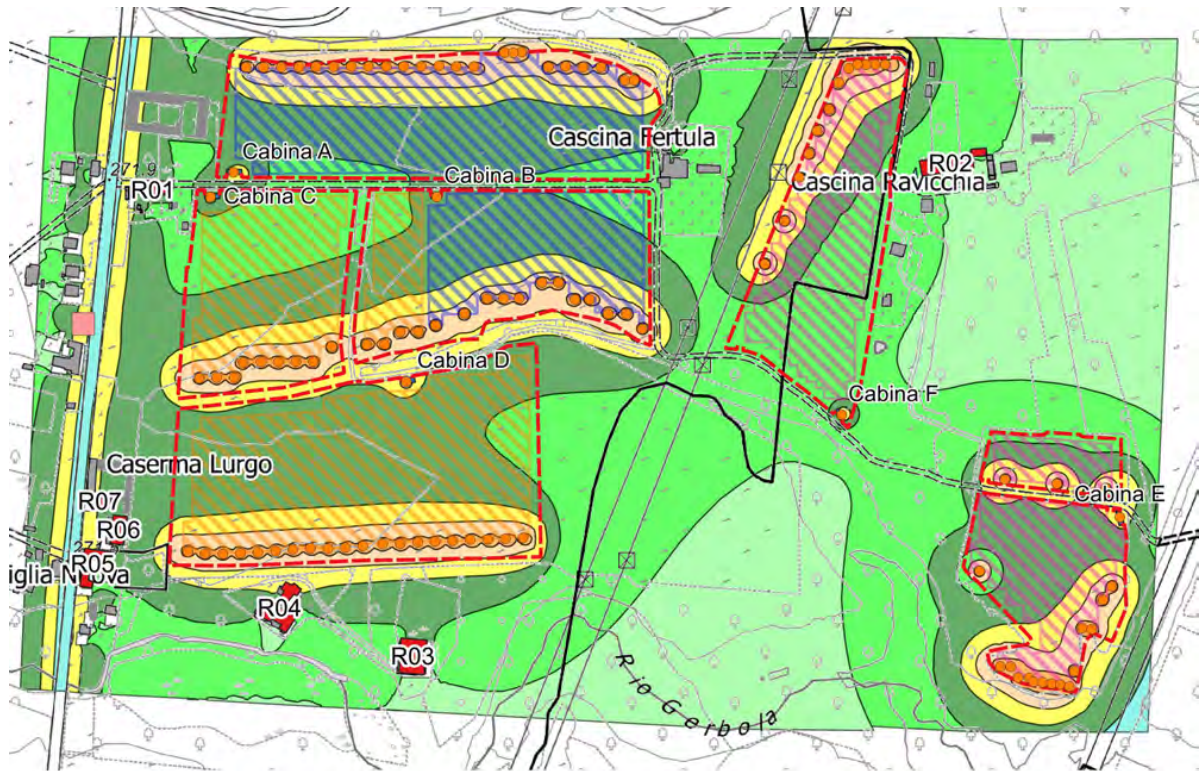 Cabina A
Cascina Fertula
271.9
R01
Cabina C
Cabina B
R02
Cascina Ravicchia
Cabina D
Cabina F
Caserma Lurgo
R07
R06
R05
Cabina E
R04
R03
Rio Gerbola